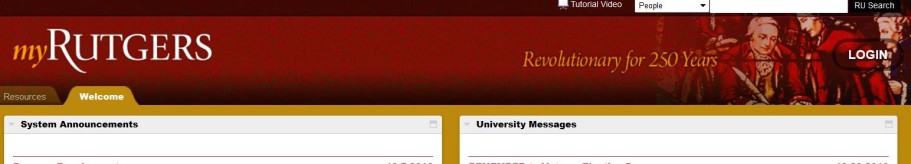 Tutorial Video People RU Search
myRUTGERS
Revolutionary for 250 Years
LOGIN
Resources Welcome
System Announcements University Messages